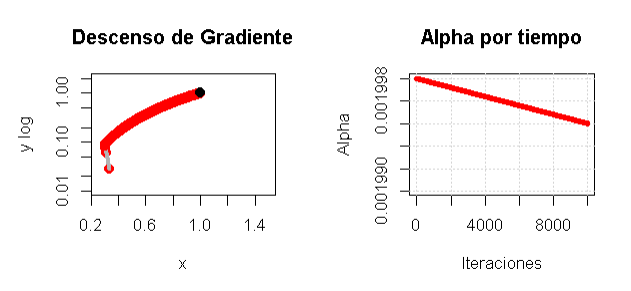 Descenso de Gradiente
y log
1.00
0.10
0.01
0.2
0.6
1.0
1.4
x
Alpha por tiempo
Alpha
0.001998
0.001990
0
4000
8000
Iteraciones